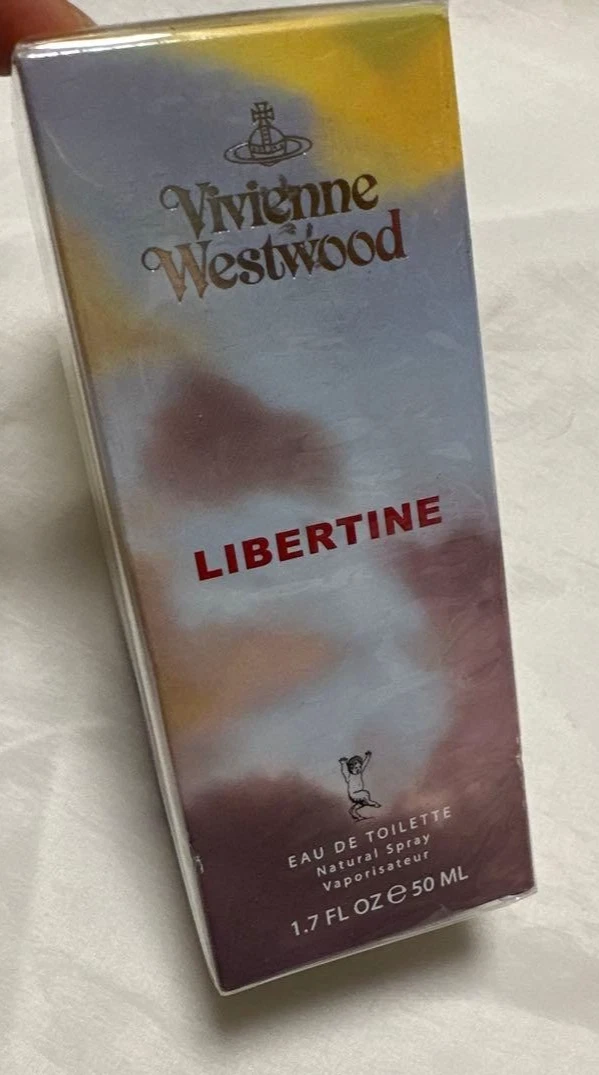 Vivienne
Westwood
LIBERTINE
EAU DE TOILETTE
Natural Spray
Vaporisateur
1.7 FL OZ ℮ 50 ML